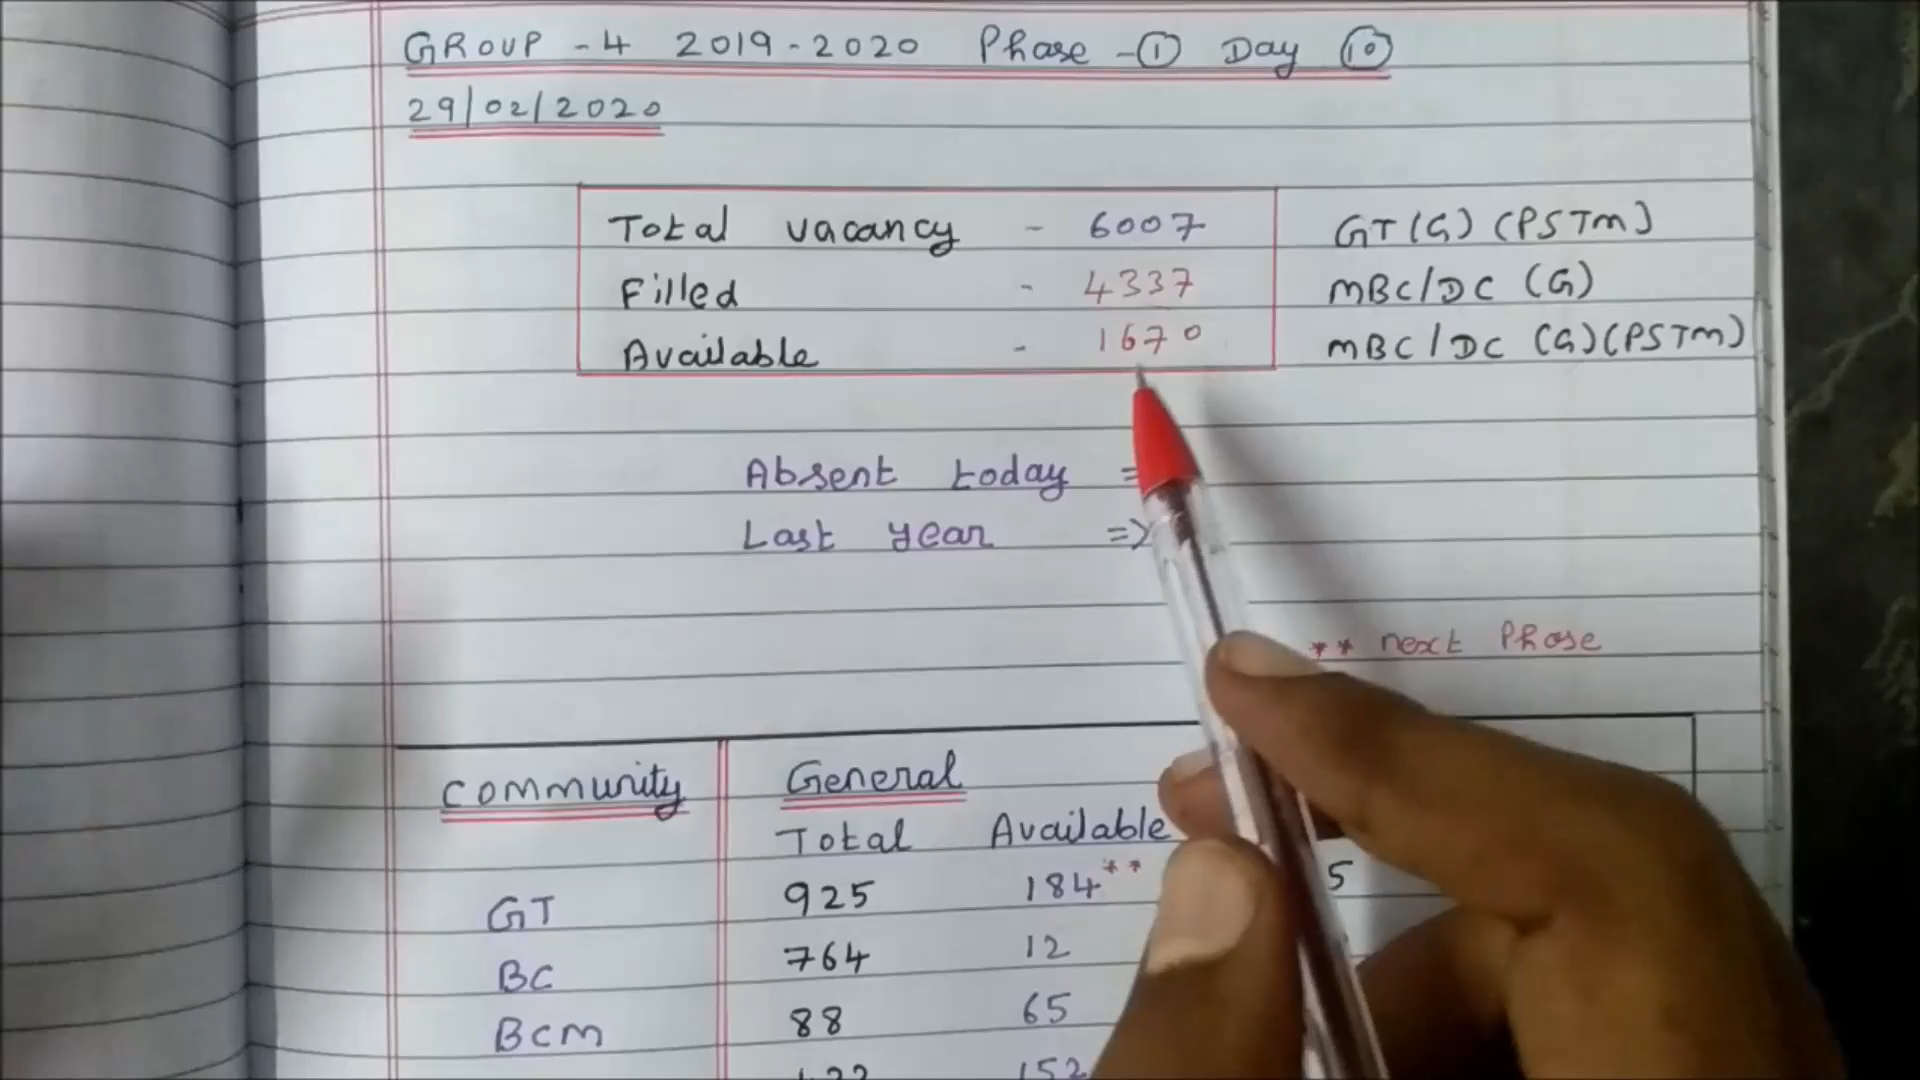 GROUP - 4 2019-2020 Phase - ① Day ⑩
29/02/2020
Total vacancy - 6007
Filled - 4337
Available - 1670
GT(G) (PSTM)
MBC/DC (G)
MBC/DC (G)(PSTM)
Absent today =
Last year =>
** next Phase
Community General
Total Available
GT 925 184** 5
BC 764 12
BCM 88 65
152